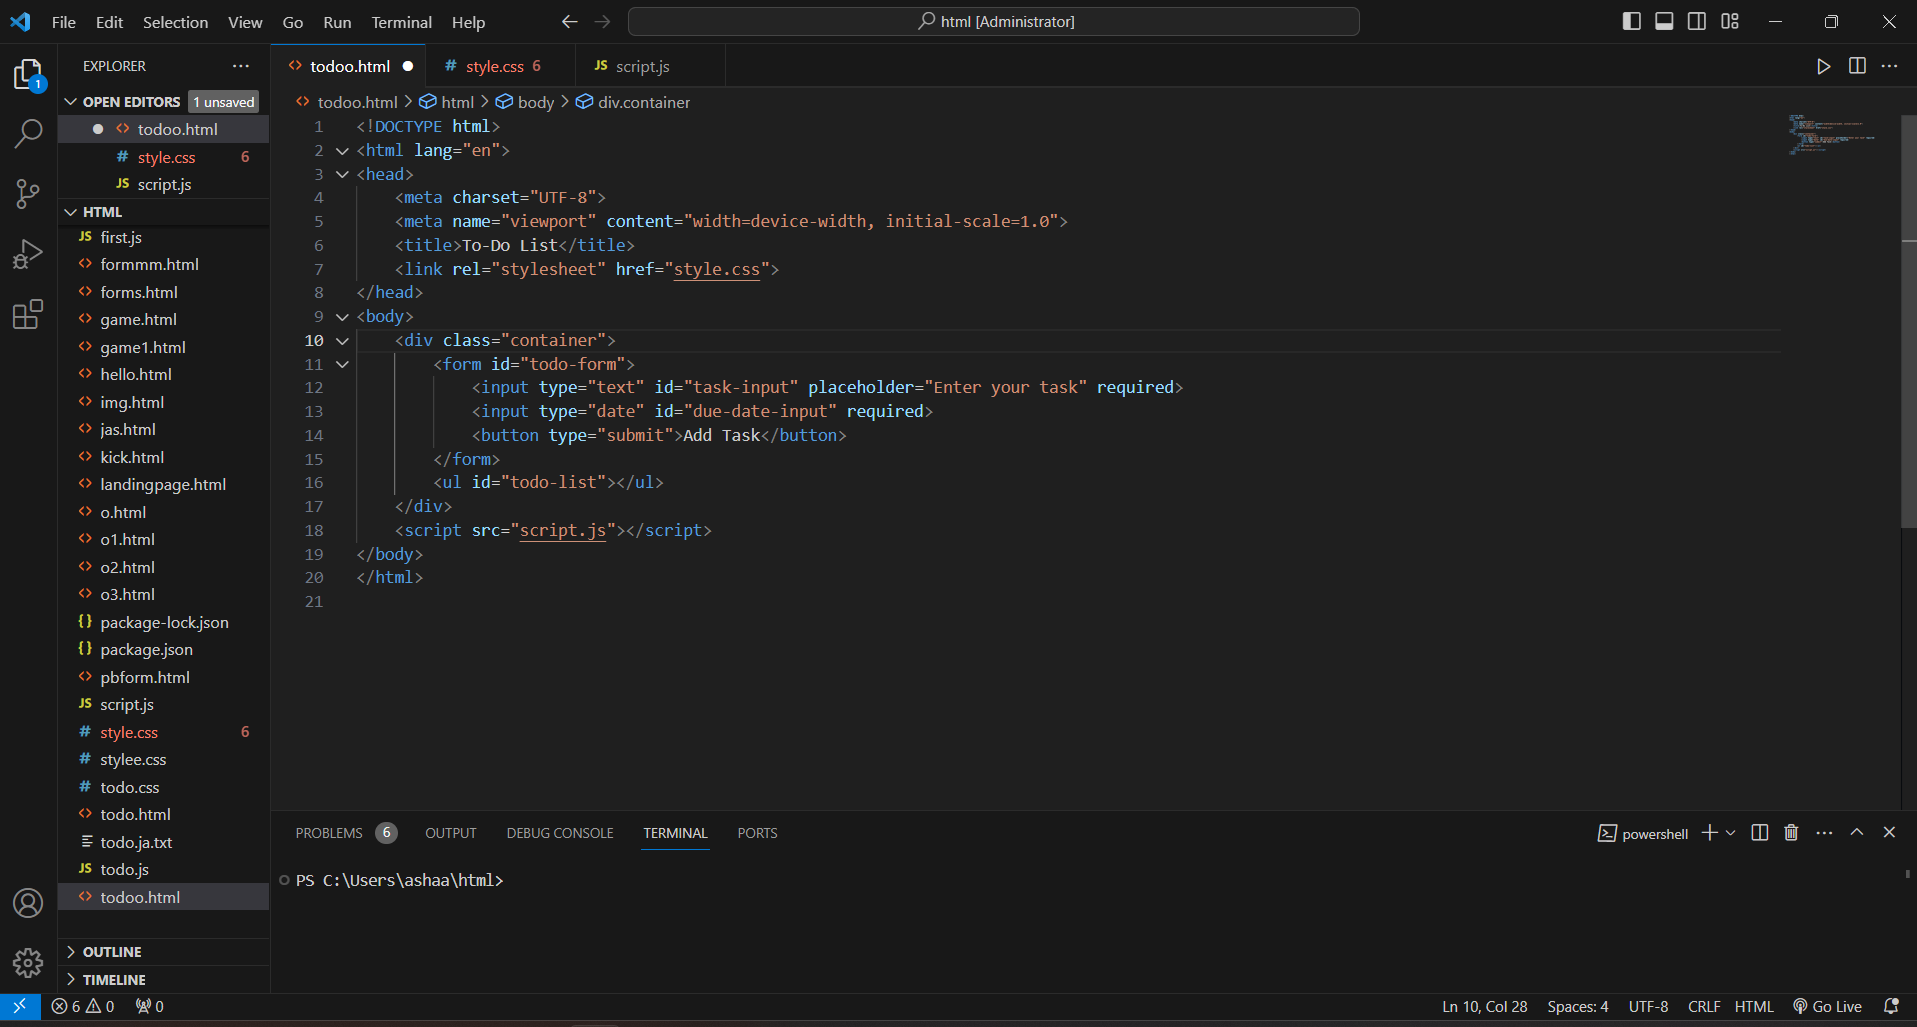 File Edit Selection View Go Run Terminal Help
html [Administrator]
1
EXPLORER
OPEN EDITORS 1 unsaved
todoo.html
# style.css 6
JS script.js
HTML
JS first.js
formmm.html
forms.html
game.html
game1.html
hello.html
img.html
jas.html
kick.html
landingpage.html
o.html
o1.html
o2.html
o3.html
{} package-lock.json
{} package.json
pbform.html
JS script.js
# style.css 6
# stylee.css
# todo.css
todo.html
todo.ja.txt
JS todo.js
todoo.html
OUTLINE
TIMELINE
todoo.html # style.css 6 JS script.js
todoo.html > html > body > div.container
1 <!DOCTYPE html>
2 <html lang="en">
3 <head>
4 <meta charset="UTF-8">
5 <meta name="viewport" content="width=device-width, initial-scale=1.0">
6 <title>To-Do List</title>
7 <link rel="stylesheet" href="style.css">
8 </head>
9 <body>
10 <div class="container">
11 <form id="todo-form">
12 <input type="text" id="task-input" placeholder="Enter your task" required>
13 <input type="date" id="due-date-input" required>
14 <button type="submit">Add Task</button>
15 </form>
16 <ul id="todo-list"></ul>
17 </div>
18 <script src="script.js"></script>
19 </body>
20 </html>
21
PROBLEMS 6 OUTPUT DEBUG CONSOLE TERMINAL PORTS
powershell
PS C:\Users\ashaa\html>
6 0 0
Ln 10, Col 28 Spaces: 4 UTF-8 CRLF HTML Go Live